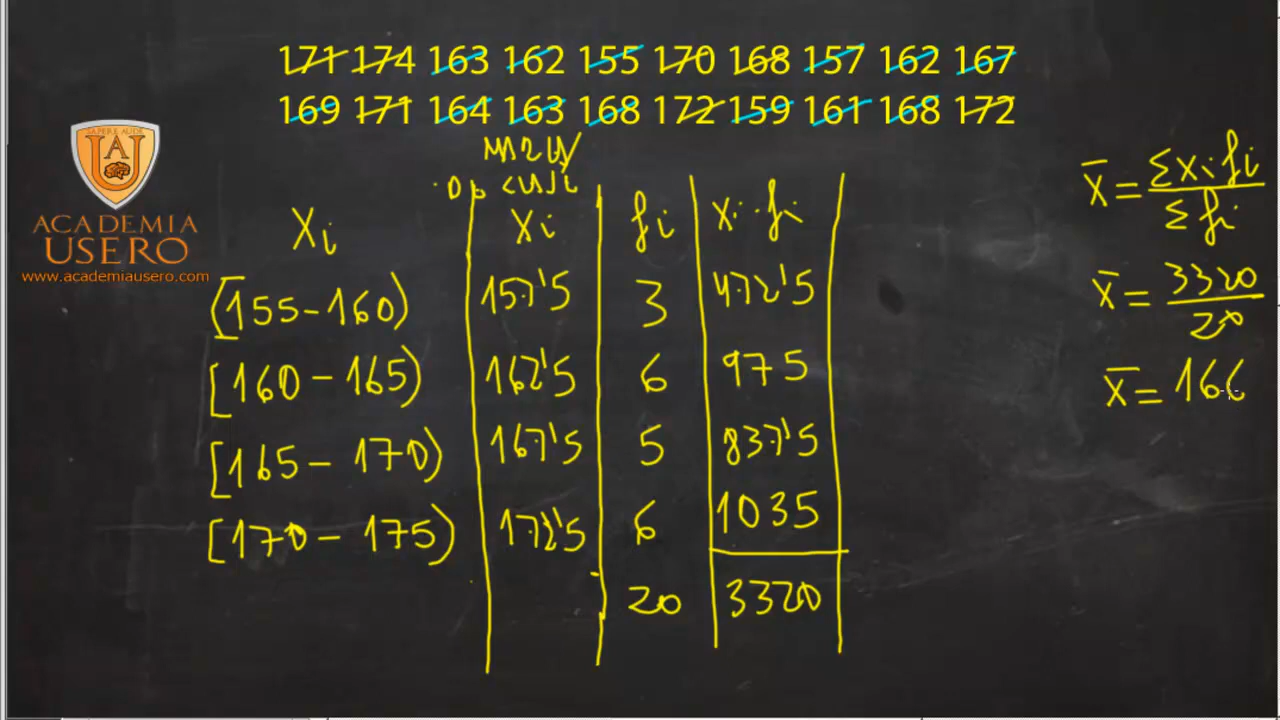 171 174 163 162 155 170 168 157 162 167
169 171 164 163 168 172 159 161 168 172
SAPERE AUDE
UA
ACADEMIA
USERO
www.academiausero.com
Xi Xi fi Xi·fi
[155-160) 157'5 3 472'5
[160-165) 162'5 6 975
[165-170) 167'5 5 837'5
[170-175) 172'5 6 1035
20 3320
X̄ = ΣXi fi / Σfi
X̄ = 3320 / 20
X̄ = 166